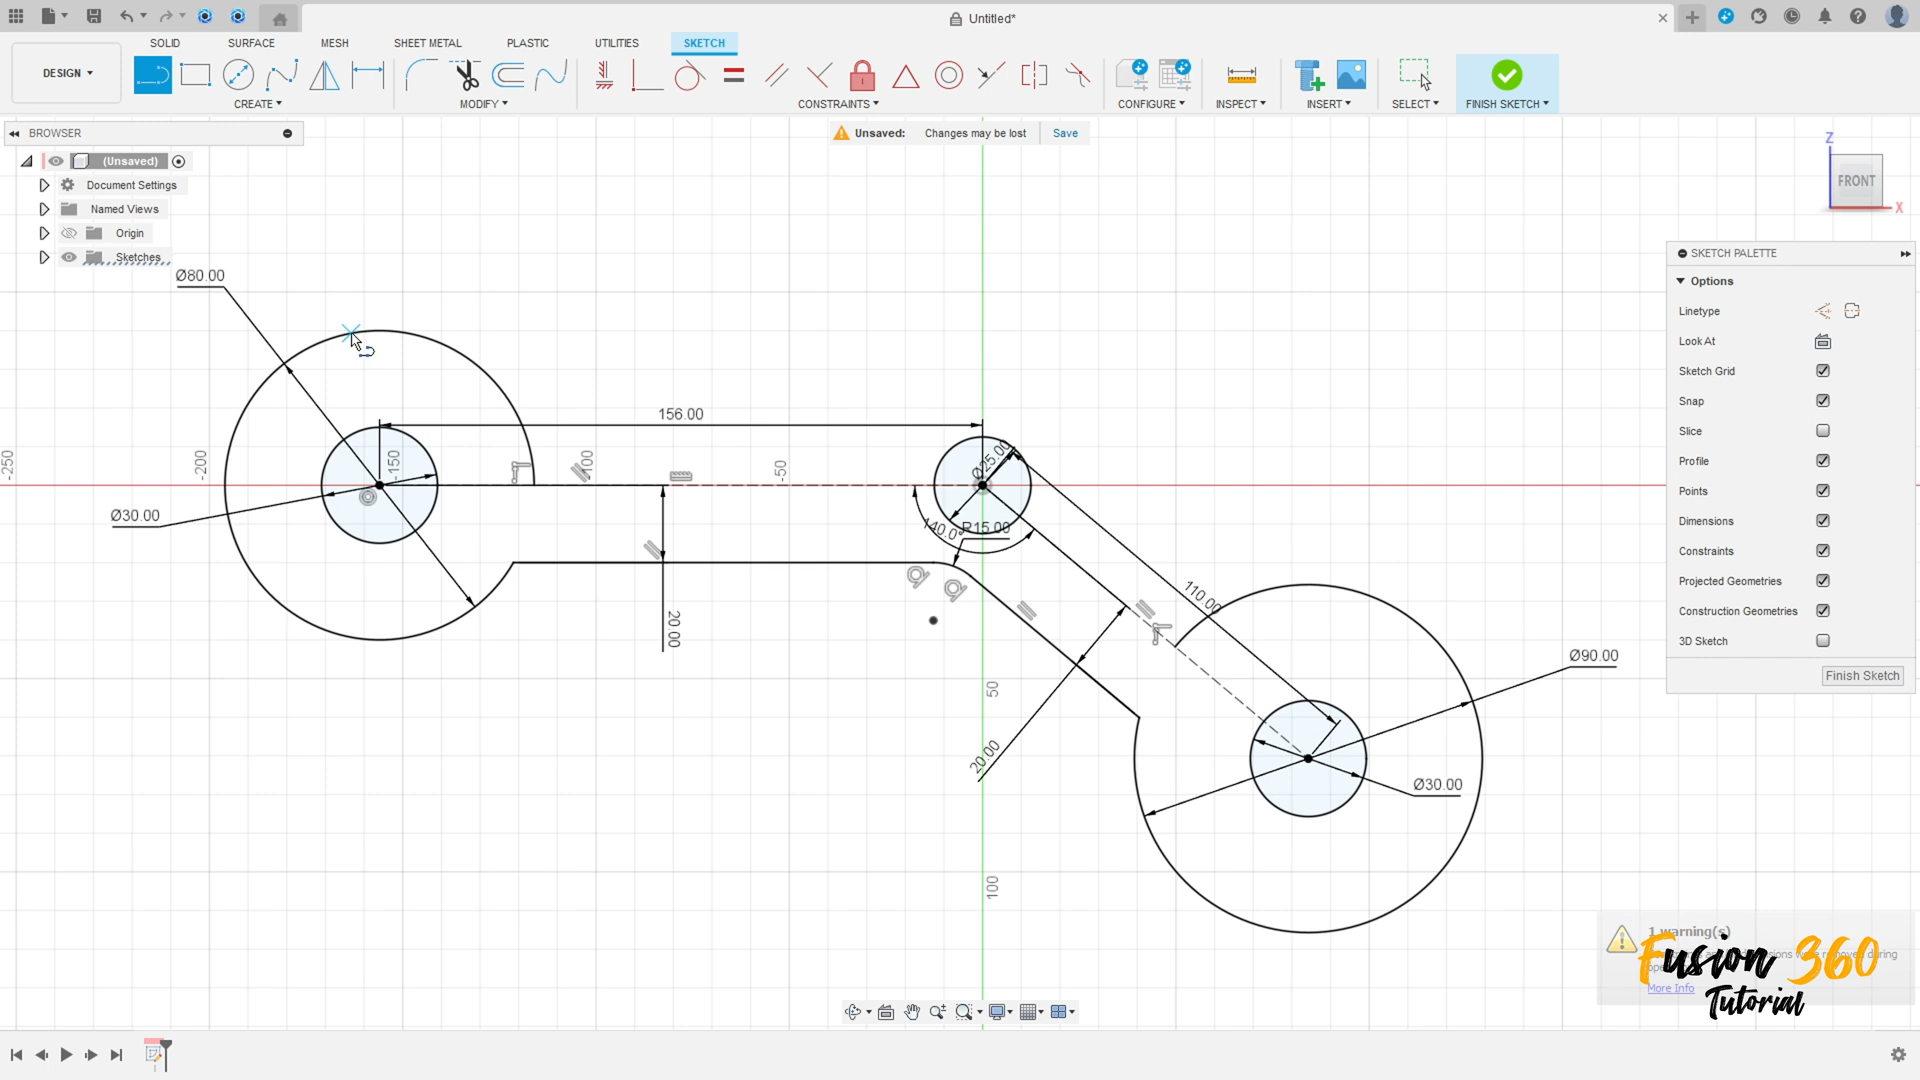 Untitled*
DESIGN
SOLID
SURFACE
MESH
SHEET METAL
PLASTIC
UTILITIES
SKETCH
CREATE
MODIFY
CONSTRAINTS
CONFIGURE
INSPECT
INSERT
SELECT
FINISH SKETCH
BROWSER
(Unsaved)
Document Settings
Named Views
Origin
Sketches
Unsaved: Changes may be lost Save
Z
FRONT
X
SKETCH PALETTE
Options
Linetype
Look At
Sketch Grid
Snap
Slice
Profile
Points
Dimensions
Constraints
Projected Geometries
Construction Geometries
3D Sketch
Finish Sketch
Ø80.00
156.00
-250
-200
-150
-100
-50
Ø25.00
Ø30.00
140.0°
R15.00
110.00
20.00
Ø90.00
50
20.00
Ø30.00
100
1 warning(s)
More Info
Fusion 360
Tutorial